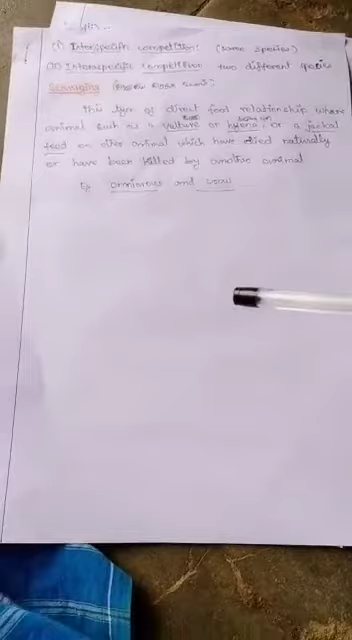 (i) Interspecific competition: (same species)
(ii) Intraspecific competition two different species
Scavenging
This type of direct food relationship where
animal such as a vulture or hyena, or a jackal
feed on other animal which have died naturally
or have been killed by another animal
Eg and